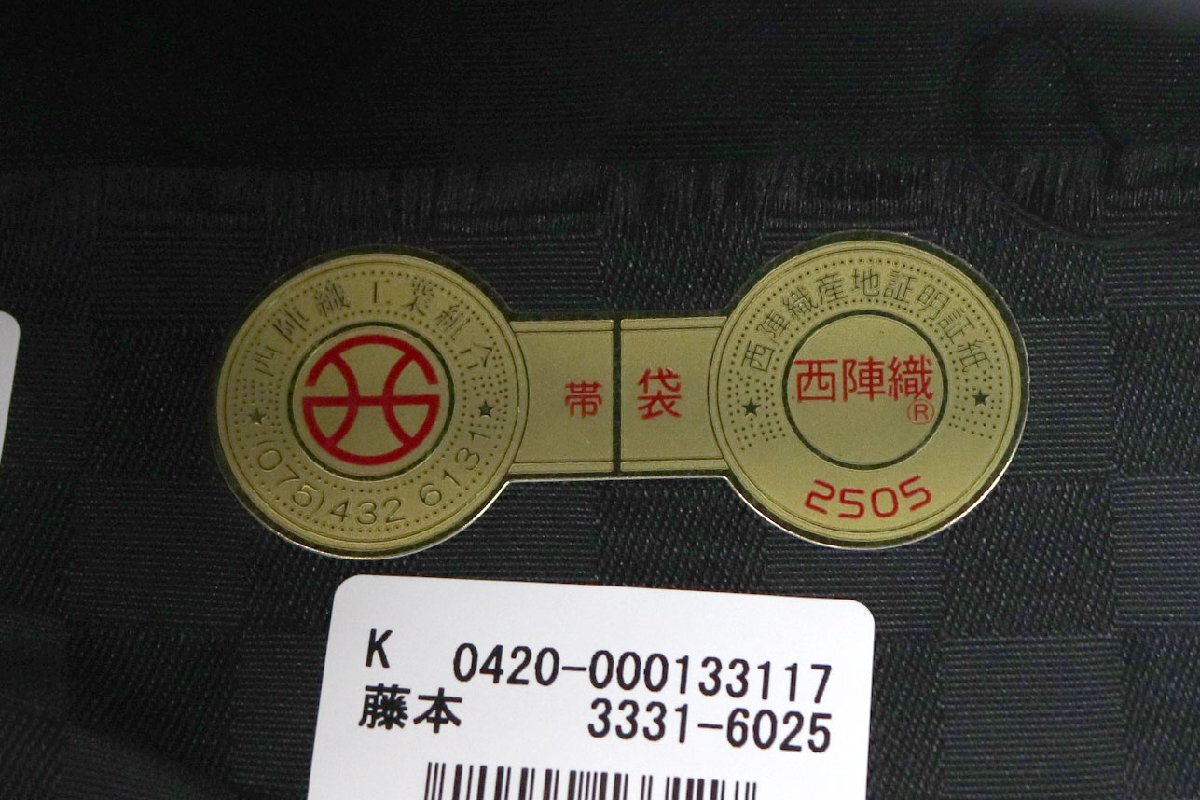 西陣織工業組合
(075)432 6131
帯 袋
西陣織産地証明証紙
西陣織®
2505
K 0420-000133117
藤本 3331-6025